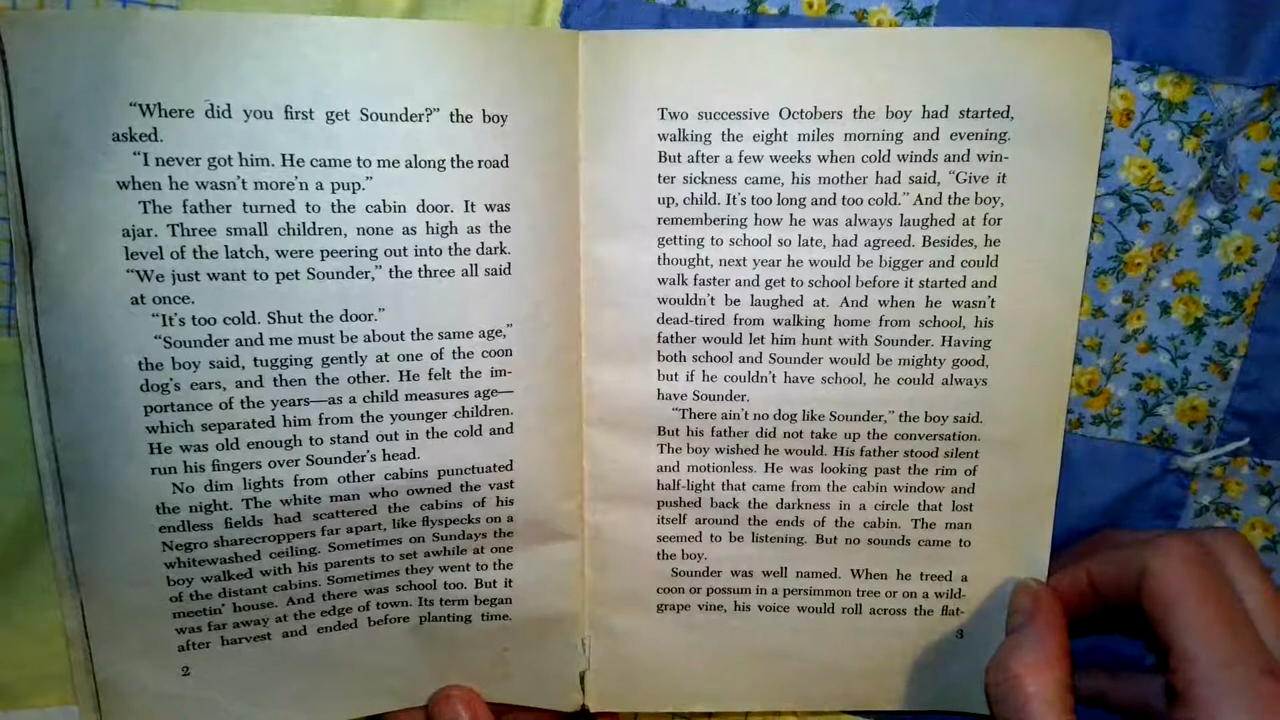 “Where did you first get Sounder?” the boy
asked.
“I never got him. He came to me along the road
when he wasn't more'n a pup.”
The father turned to the cabin door. It was
ajar. Three small children, none as high as the
level of the latch, were peering out into the dark.
“We just want to pet Sounder,” the three all said
at once.
“It's too cold. Shut the door.”
“Sounder and me must be about the same age,”
the boy said, tugging gently at one of the coon
dog's ears, and then the other. He felt the im-
portance of the years—as a child measures age—
which separated him from the younger children.
He was old enough to stand out in the cold and
run his fingers over Sounder's head.
No dim lights from other cabins punctuated
the night. The white man who owned the vast
endless fields had scattered the cabins of his
Negro sharecroppers far apart, like flyspecks on a
whitewashed ceiling. Sometimes on Sundays the
boy walked with his parents to set awhile at one
of the distant cabins. Sometimes they went to the
meetin' house. And there was school too. But it
was far away at the edge of town. Its term began
after harvest and ended before planting time.
2
Two successive Octobers the boy had started,
walking the eight miles morning and evening.
But after a few weeks when cold winds and win-
ter sickness came, his mother had said, “Give it
up, child. It's too long and too cold.” And the boy,
remembering how he was always laughed at for
getting to school so late, had agreed. Besides, he
thought, next year he would be bigger and could
walk faster and get to school before it started and
wouldn't be laughed at. And when he wasn't
dead-tired from walking home from school, his
father would let him hunt with Sounder. Having
both school and Sounder would be mighty good,
but if he couldn't have school, he could always
have Sounder.
“There ain't no dog like Sounder,” the boy said.
But his father did not take up the conversation.
The boy wished he would. His father stood silent
and motionless. He was looking past the rim of
half-light that came from the cabin window and
pushed back the darkness in a circle that lost
itself around the ends of the cabin. The man
seemed to be listening. But no sounds came to
the boy.
Sounder was well named. When he treed a
coon or possum in a persimmon tree or on a wild-
grape vine, his voice would roll across the flat-
3